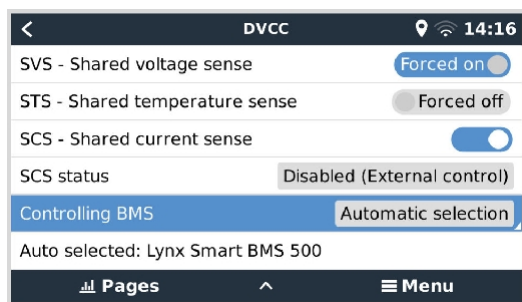 DVCC 14:16
SVS - Shared voltage sense Forced on
STS - Shared temperature sense Forced off
SCS - Shared current sense
SCS status Disabled (External control)
Controlling BMS Automatic selection
Auto selected: Lynx Smart BMS 500
Pages Menu